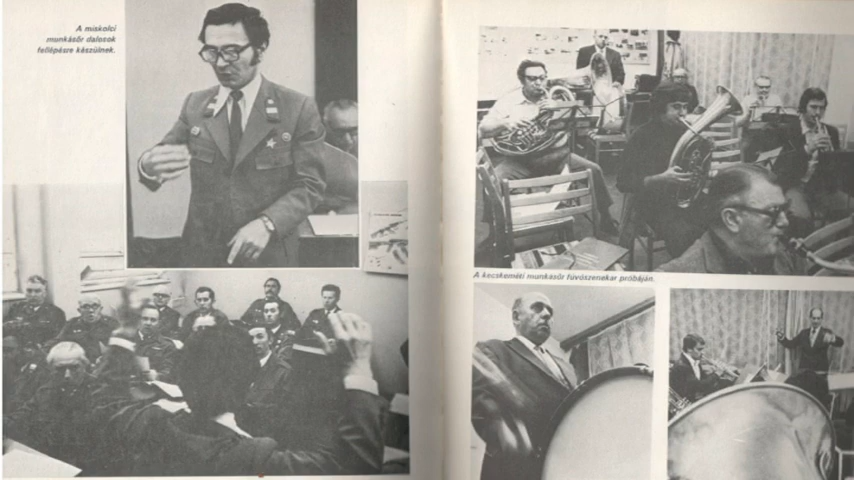 A miskolci
munkásőr dalosok
fellépésre készülnek.
A kecskeméti munkásőr fúvószenekar próbáján.